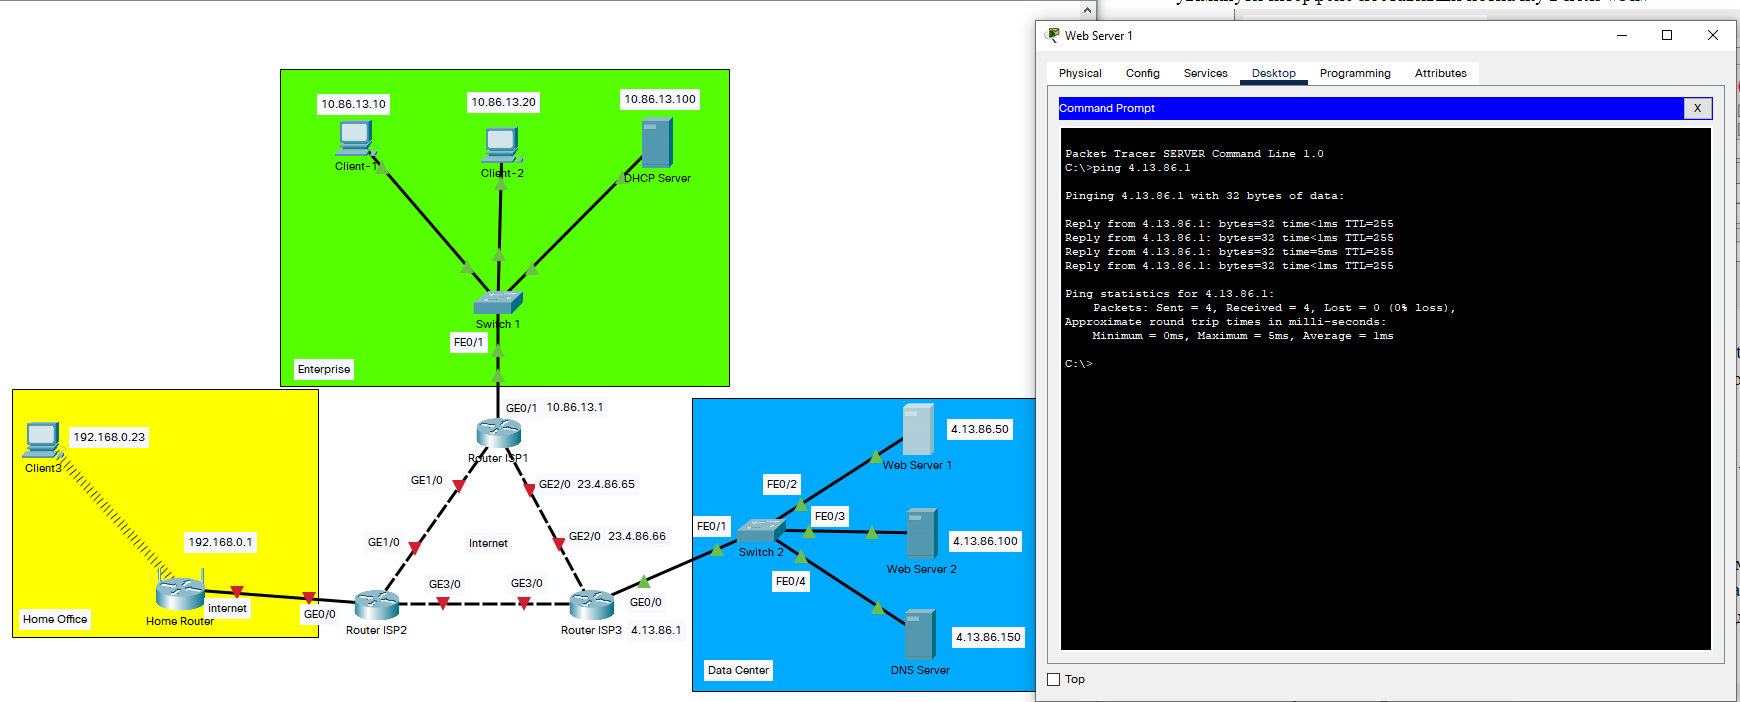 Web Server 1
Physical Config Services Desktop Programming Attributes
Command Prompt X
Packet Tracer SERVER Command Line 1.0
C:\>ping 4.13.86.1
Pinging 4.13.86.1 with 32 bytes of data:
Reply from 4.13.86.1: bytes=32 time<1ms TTL=255
Reply from 4.13.86.1: bytes=32 time<1ms TTL=255
Reply from 4.13.86.1: bytes=32 time=5ms TTL=255
Reply from 4.13.86.1: bytes=32 time<1ms TTL=255
Ping statistics for 4.13.86.1:
Packets: Sent = 4, Received = 4, Lost = 0 (0% loss),
Approximate round trip times in milli-seconds:
Minimum = 0ms, Maximum = 5ms, Average = 1ms
C:\>
Top
10.86.13.10
10.86.13.20
10.86.13.100
Client-1
Client-2
DHCP Server
Switch 1
FE0/1
Enterprise
GE0/1 10.86.13.1
Router ISP1
GE1/0
GE2/0 23.4.86.65
GE1/0
Internet
GE2/0 23.4.86.66
GE3/0
GE3/0
192.168.0.23
Client3
192.168.0.1
internet
Home Router
Home Office
GE0/0
Router ISP2
Router ISP3
GE0/0
4.13.86.1
4.13.86.50
Web Server 1
FE0/2
FE0/1
FE0/3
Switch 2
4.13.86.100
Web Server 2
FE0/4
4.13.86.150
DNS Server
Data Center